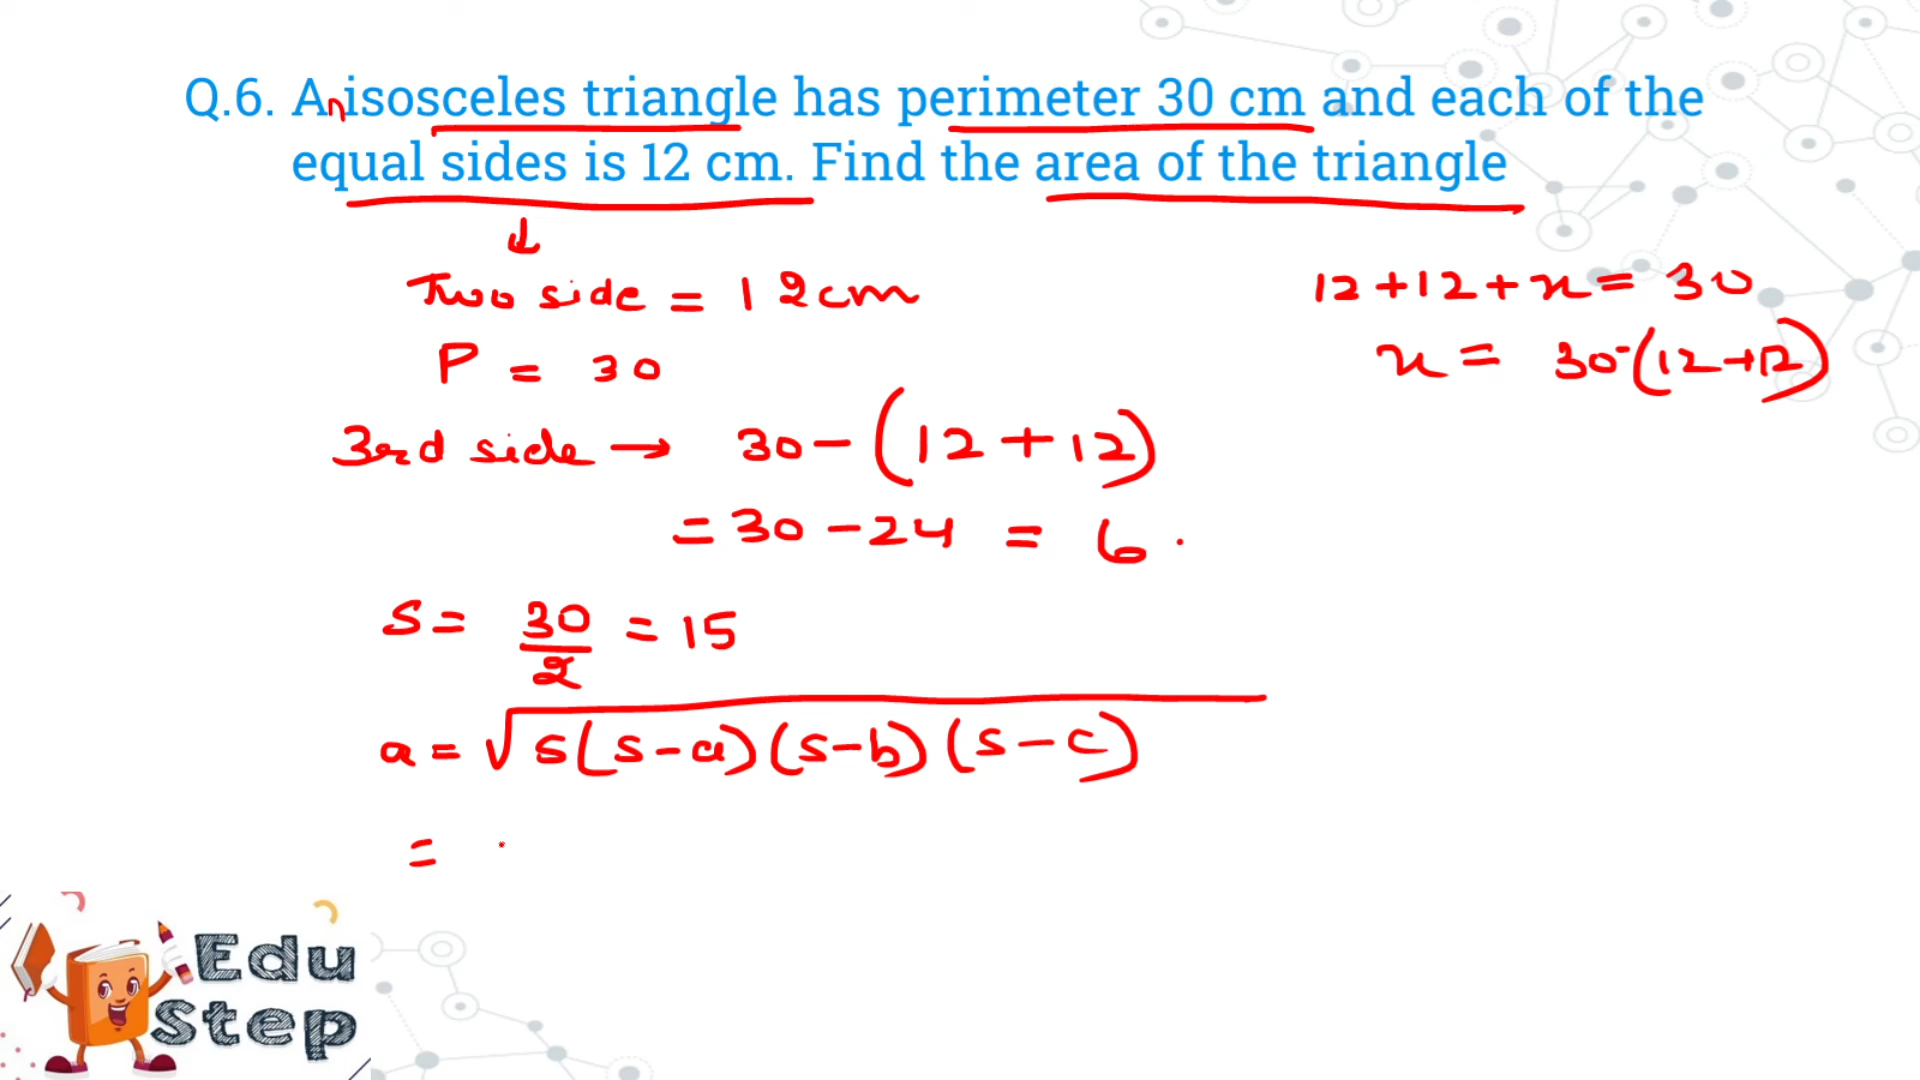 Q.6. An isosceles triangle has perimeter 30 cm and each of the
equal sides is 12 cm. Find the area of the triangle
Two side = 12cm
P = 30
3rd side → 30 - (12 + 12)
= 30 - 24 = 6.
S = 30/2 = 15
a = √s(s-a)(s-b)(s-c)
=
12+12+x = 30
x = 30-(12+12)
Edu
Step